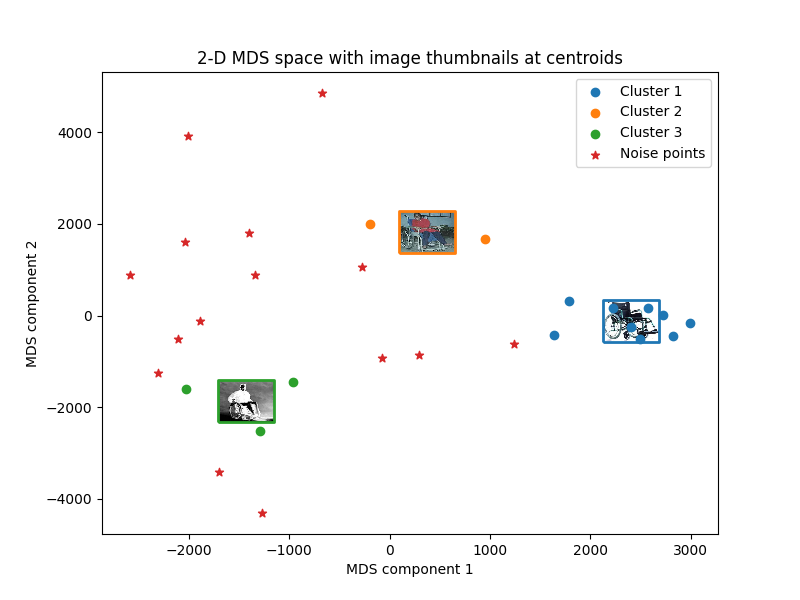 2-D MDS space with image thumbnails at centroids
Cluster 1
Cluster 2
Cluster 3
Noise points
MDS component 2
4000
2000
0
−2000
−4000
−2000
−1000
0
1000
2000
3000
MDS component 1